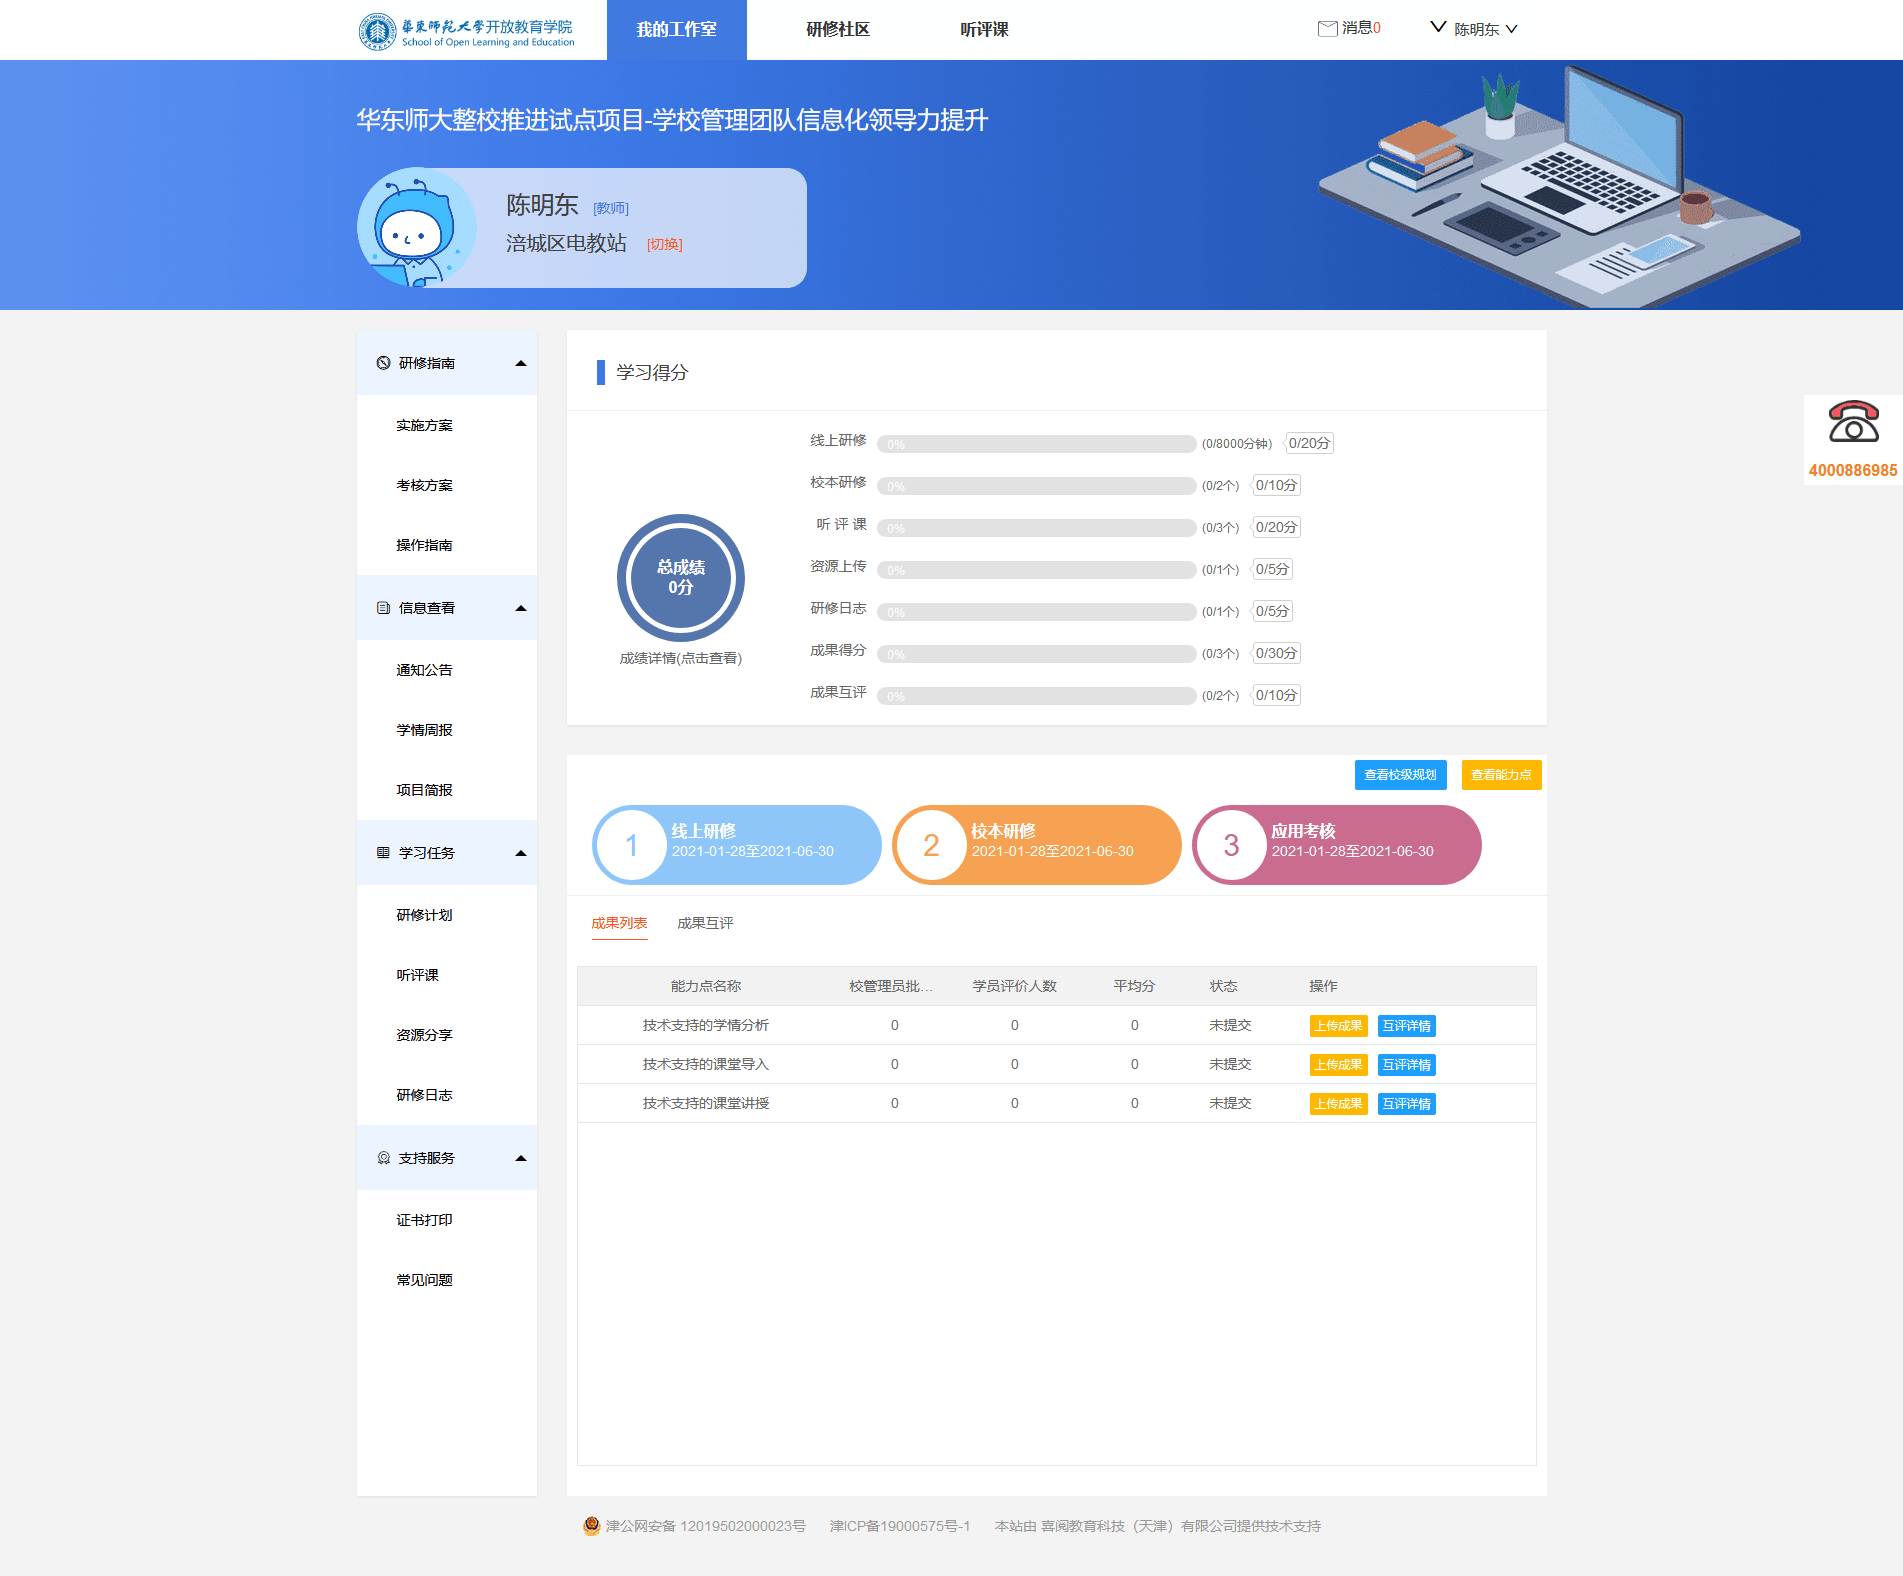 華東师范大学开放教育学院
School of Open Learning and Education
我的工作室
研修社区
听评课
消息0
陈明东
华东师大整校推进试点项目-学校管理团队信息化领导力提升
陈明东 [教师]
涪城区电教站 [切换]
研修指南
实施方案
考核方案
操作指南
信息查看
通知公告
学情周报
项目简报
学习任务
研修计划
听评课
资源分享
研修日志
支持服务
证书打印
常见问题
学习得分
总成绩
0分
成绩详情(点击查看)
线上研修 0% (0/8000分钟) 0/20分
校本研修 0% (0/2个) 0/10分
听 评 课 0% (0/3个) 0/20分
资源上传 0% (0/1个) 0/5分
研修日志 0% (0/1个) 0/5分
成果得分 0% (0/3个) 0/30分
成果互评 0% (0/2个) 0/10分
4000886985
查看校级规划 查看能力点
1 线上研修
2021-01-28至2021-06-30
2 校本研修
2021-01-28至2021-06-30
3 应用考核
2021-01-28至2021-06-30
成果列表 成果互评
能力点名称 校管理员批... 学员评价人数 平均分 状态 操作
技术支持的学情分析 0 0 0 未提交 上传成果 互评详情
技术支持的课堂导入 0 0 0 未提交 上传成果 互评详情
技术支持的课堂讲授 0 0 0 未提交 上传成果 互评详情
津公网安备 12019502000023号 津ICP备19000575号-1 本站由 喜阅教育科技（天津）有限公司提供技术支持